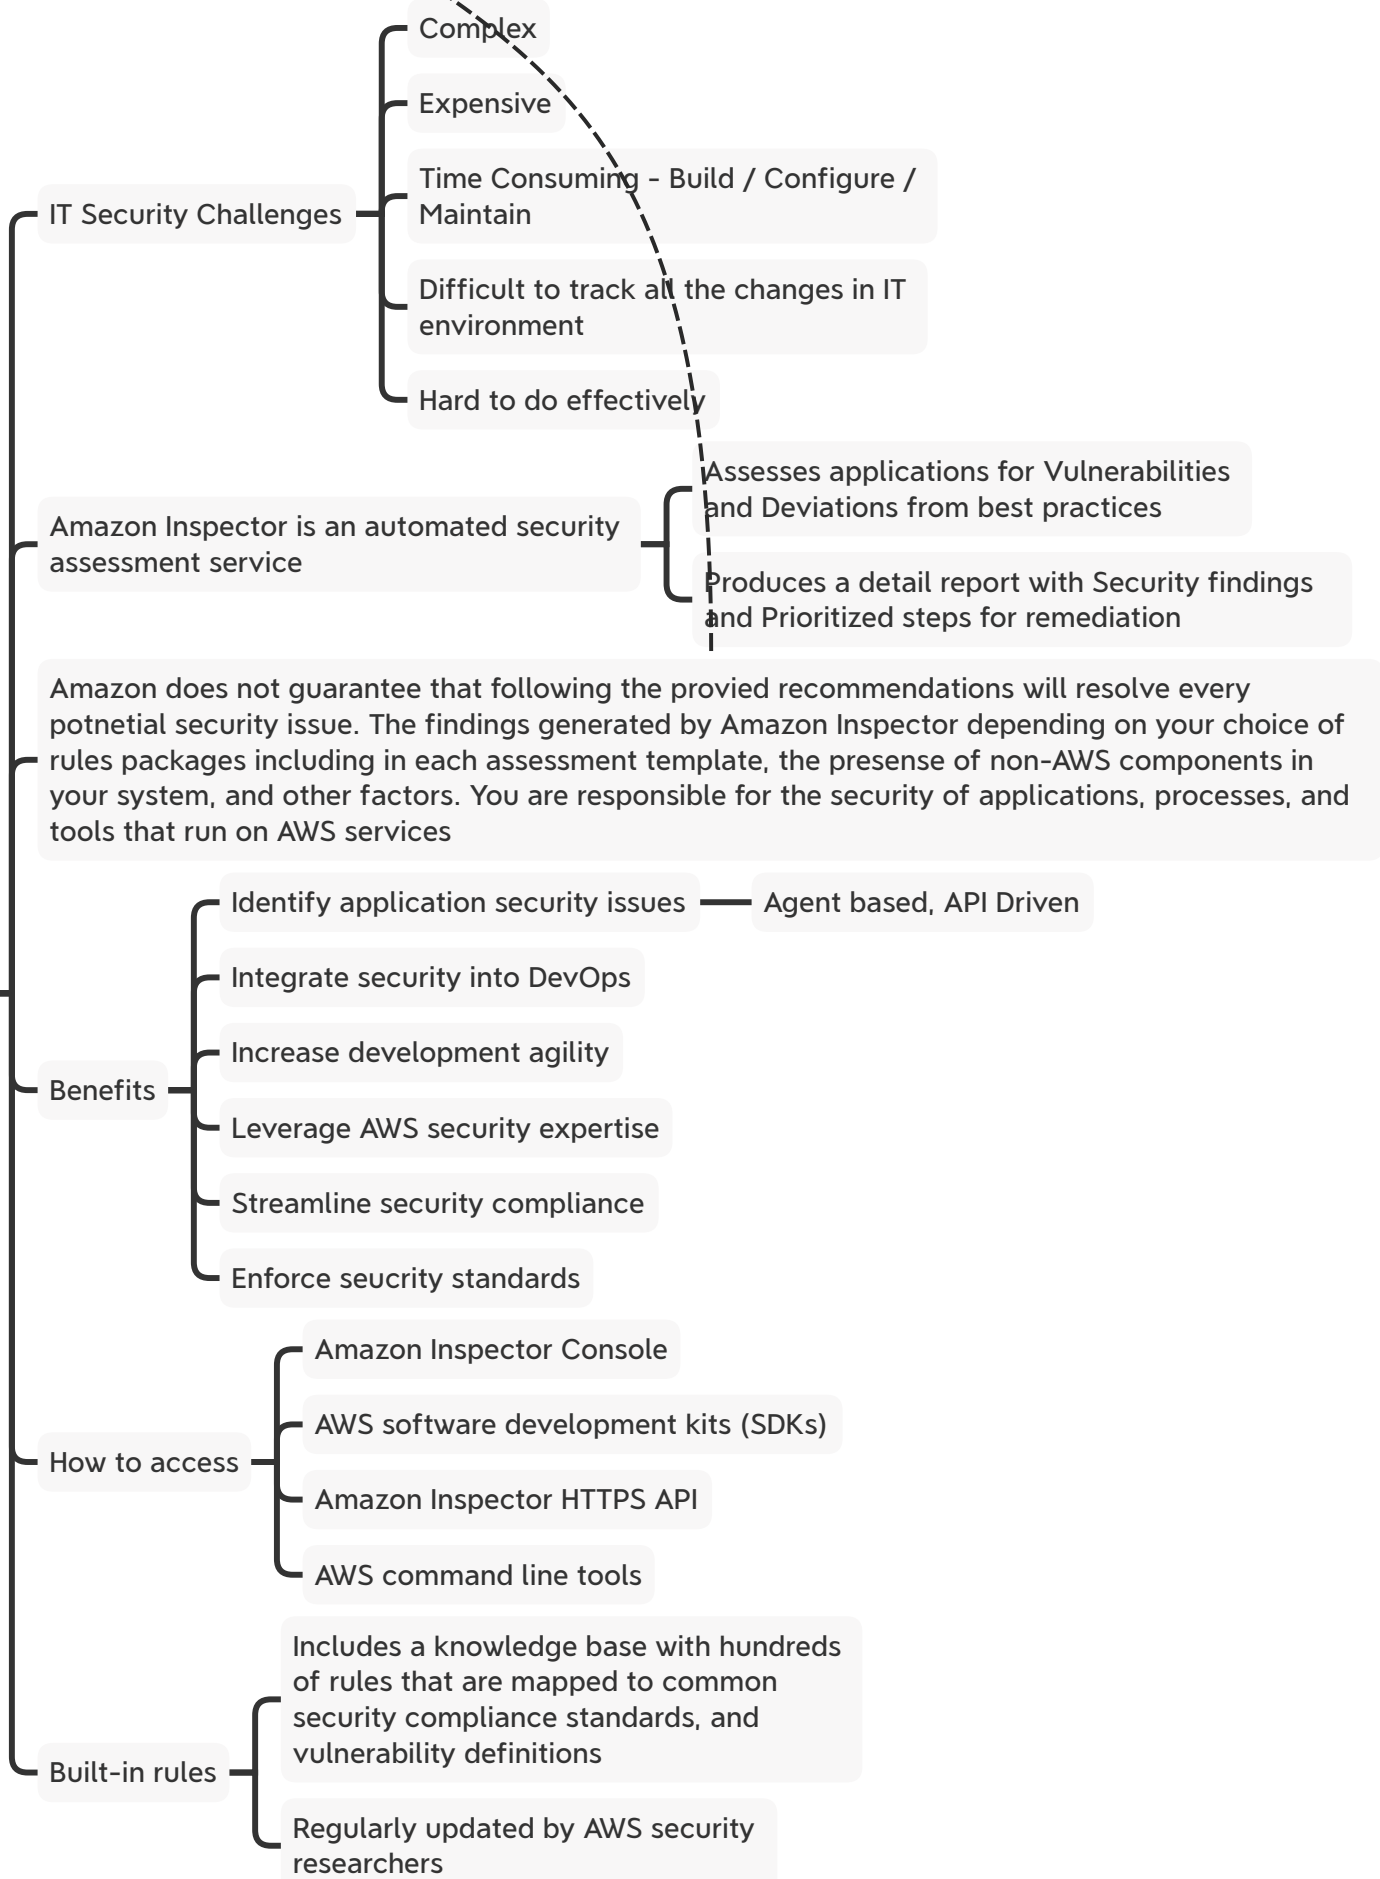 Complex
Expensive
Time Consuming - Build / Configure /
Maintain
IT Security Challenges
Difficult to track all the changes in IT
environment
Hard to do effectively
Amazon Inspector is an automated security
assessment service
Assesses applications for Vulnerabilities
and Deviations from best practices
Produces a detail report with Security findings
and Prioritized steps for remediation
Amazon does not guarantee that following the provied recommendations will resolve every
potnetial security issue. The findings generated by Amazon Inspector depending on your choice of
rules packages including in each assessment template, the presense of non-AWS components in
your system, and other factors. You are responsible for the security of applications, processes, and
tools that run on AWS services
Identify application security issues
Agent based, API Driven
Integrate security into DevOps
Increase development agility
Benefits
Leverage AWS security expertise
Streamline security compliance
Enforce seucrity standards
Amazon Inspector Console
AWS software development kits (SDKs)
How to access
Amazon Inspector HTTPS API
AWS command line tools
Includes a knowledge base with hundreds
of rules that are mapped to common
security compliance standards, and
vulnerability definitions
Built-in rules
Regularly updated by AWS security
researchers